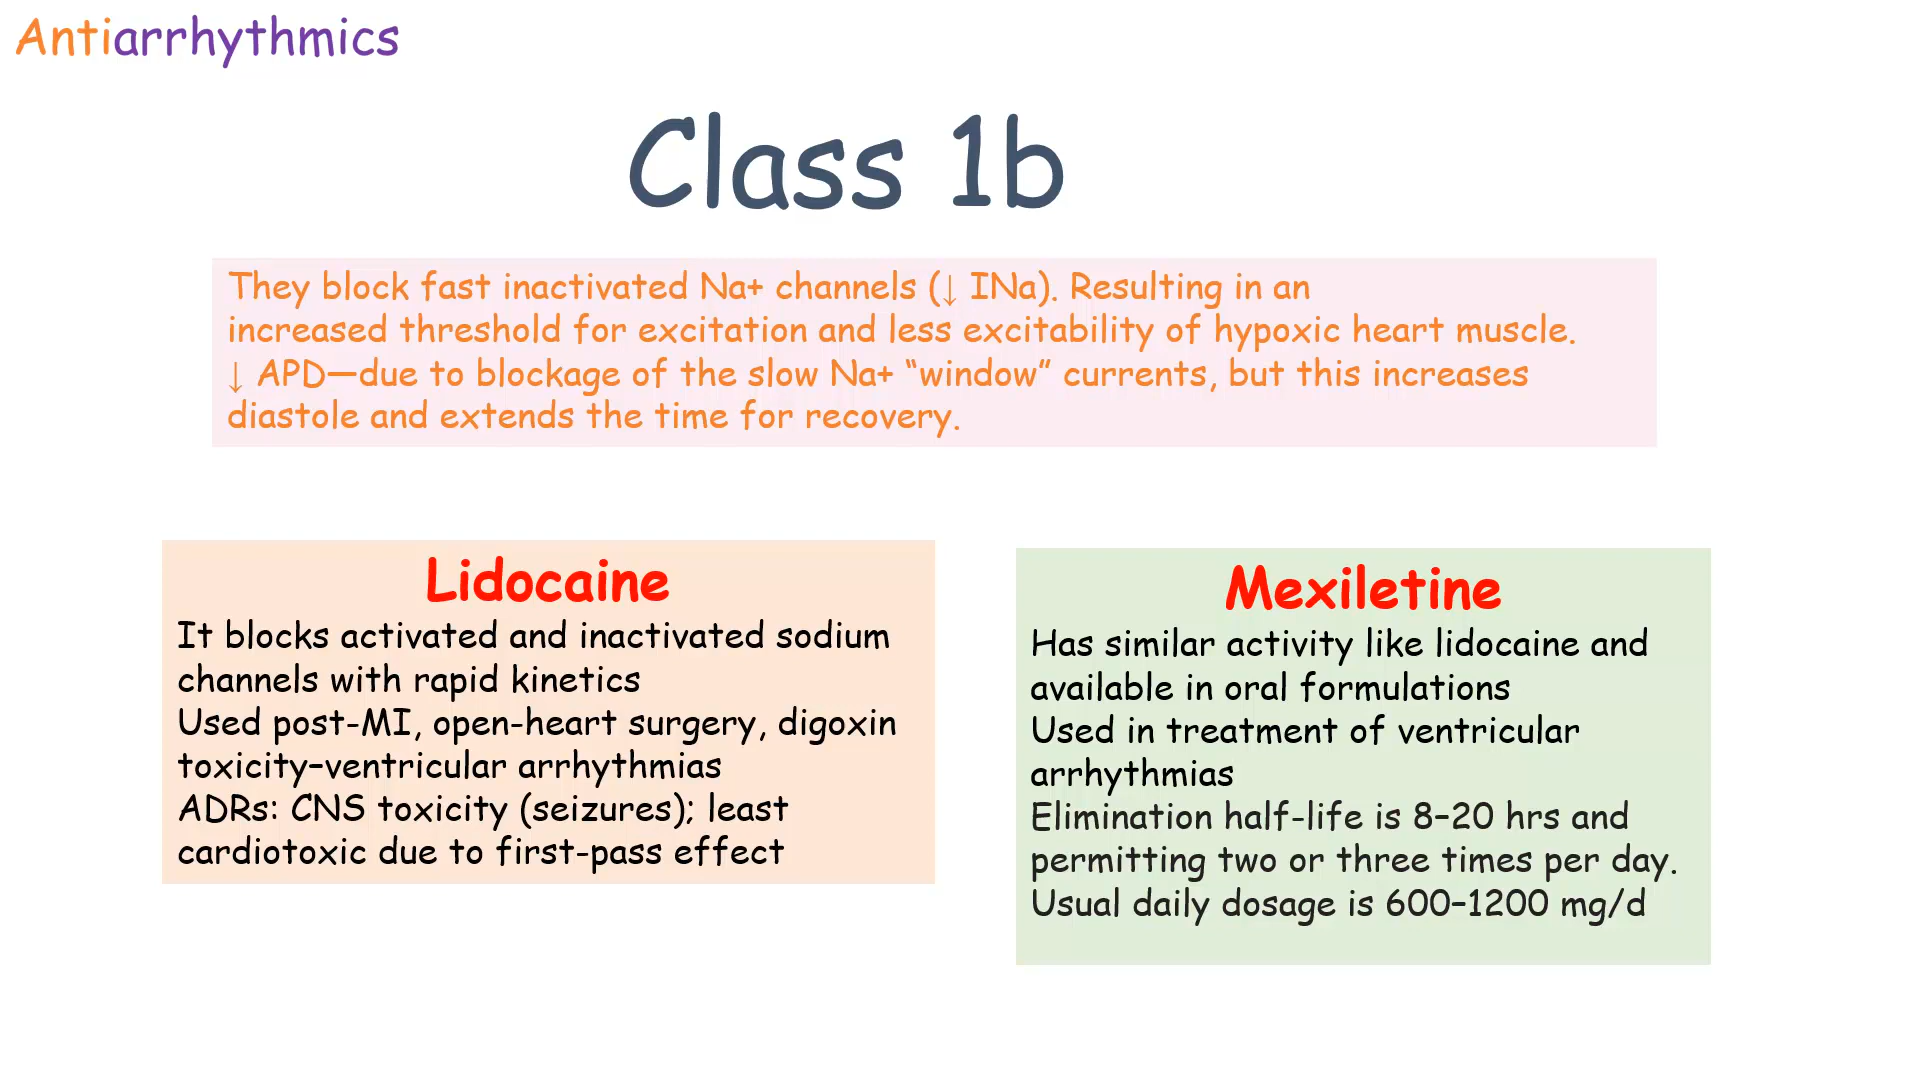 Antiarrhythmics
Class 1b
They block fast inactivated Na+ channels (↓ INa). Resulting in an
increased threshold for excitation and less excitability of hypoxic heart muscle.
↓ APD—due to blockage of the slow Na+ “window” currents, but this increases
diastole and extends the time for recovery.
Lidocaine
It blocks activated and inactivated sodium
channels with rapid kinetics
Used post-MI, open-heart surgery, digoxin
toxicity–ventricular arrhythmias
ADRs: CNS toxicity (seizures); least
cardiotoxic due to first-pass effect
Mexiletine
Has similar activity like lidocaine and
available in oral formulations
Used in treatment of ventricular
arrhythmias
Elimination half-life is 8–20 hrs and
permitting two or three times per day.
Usual daily dosage is 600–1200 mg/d